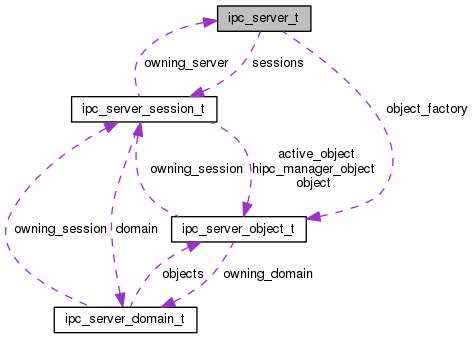 ipc_server_t
owning_server
sessions
ipc_server_session_t
object_factory
owning_session
active_object
hipc_manager_object
object
owning_session
domain
ipc_server_object_t
objects
owning_domain
ipc_server_domain_t